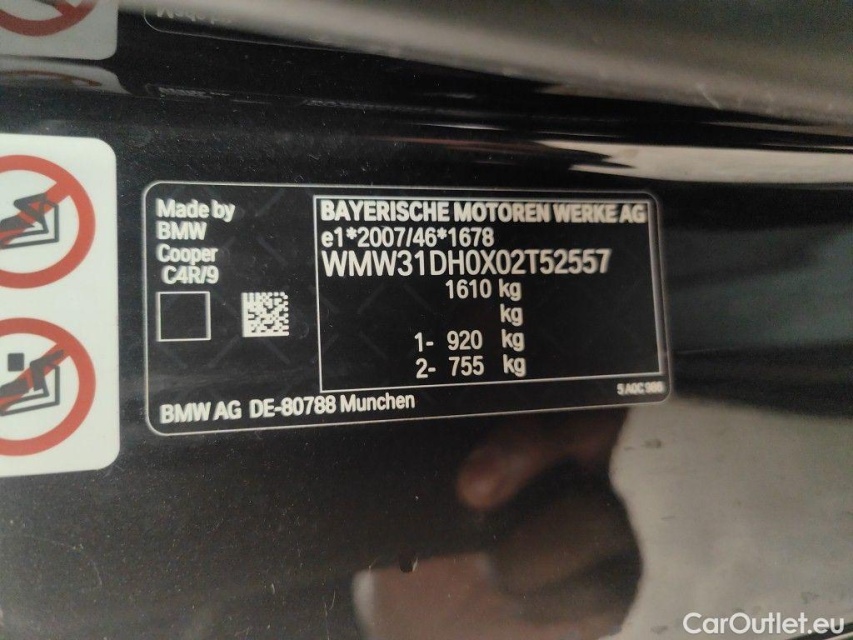 Made by
BMW
Cooper
C4R/9
BAYERISCHE MOTOREN WERKE AG
e1*2007/46*1678
WMW31DH0X02T52557
1610 kg
kg
1- 920 kg
2- 755 kg
BMW AG DE-80788 Munchen
CarOutlet.eu